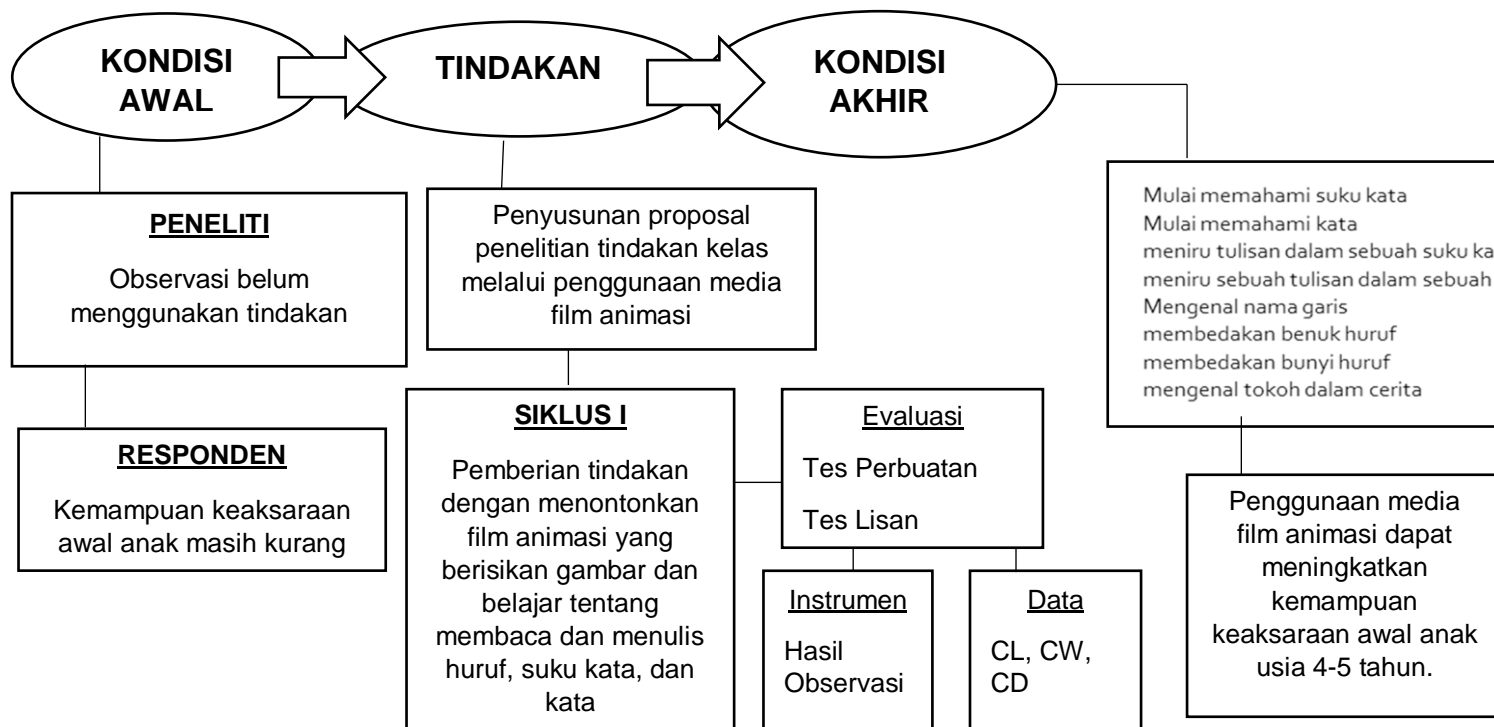 KONDISI
AWAL
TINDAKAN
KONDISI
AKHIR
PENELITI
Observasi belum
menggunakan tindakan
RESPONDEN
Kemampuan keaksaraan
awal anak masih kurang
Penyusunan proposal
penelitian tindakan kelas
melalui penggunaan media
film animasi
SIKLUS I
Pemberian tindakan
dengan menontonkan
film animasi yang
berisikan gambar dan
belajar tentang
membaca dan menulis
huruf, suku kata, dan
kata
Evaluasi
Tes Perbuatan
Tes Lisan
Instrumen
Hasil
Observasi
Data
CL, CW,
CD
Mulai memahami suku kata
Mulai memahami kata
meniru tulisan dalam sebuah suku ka
meniru sebuah tulisan dalam sebuah
Mengenal nama garis
membedakan benuk huruf
membedakan bunyi huruf
mengenal tokoh dalam cerita
Penggunaan media
film animasi dapat
meningkatkan
kemampuan
keaksaraan awal anak
usia 4-5 tahun.